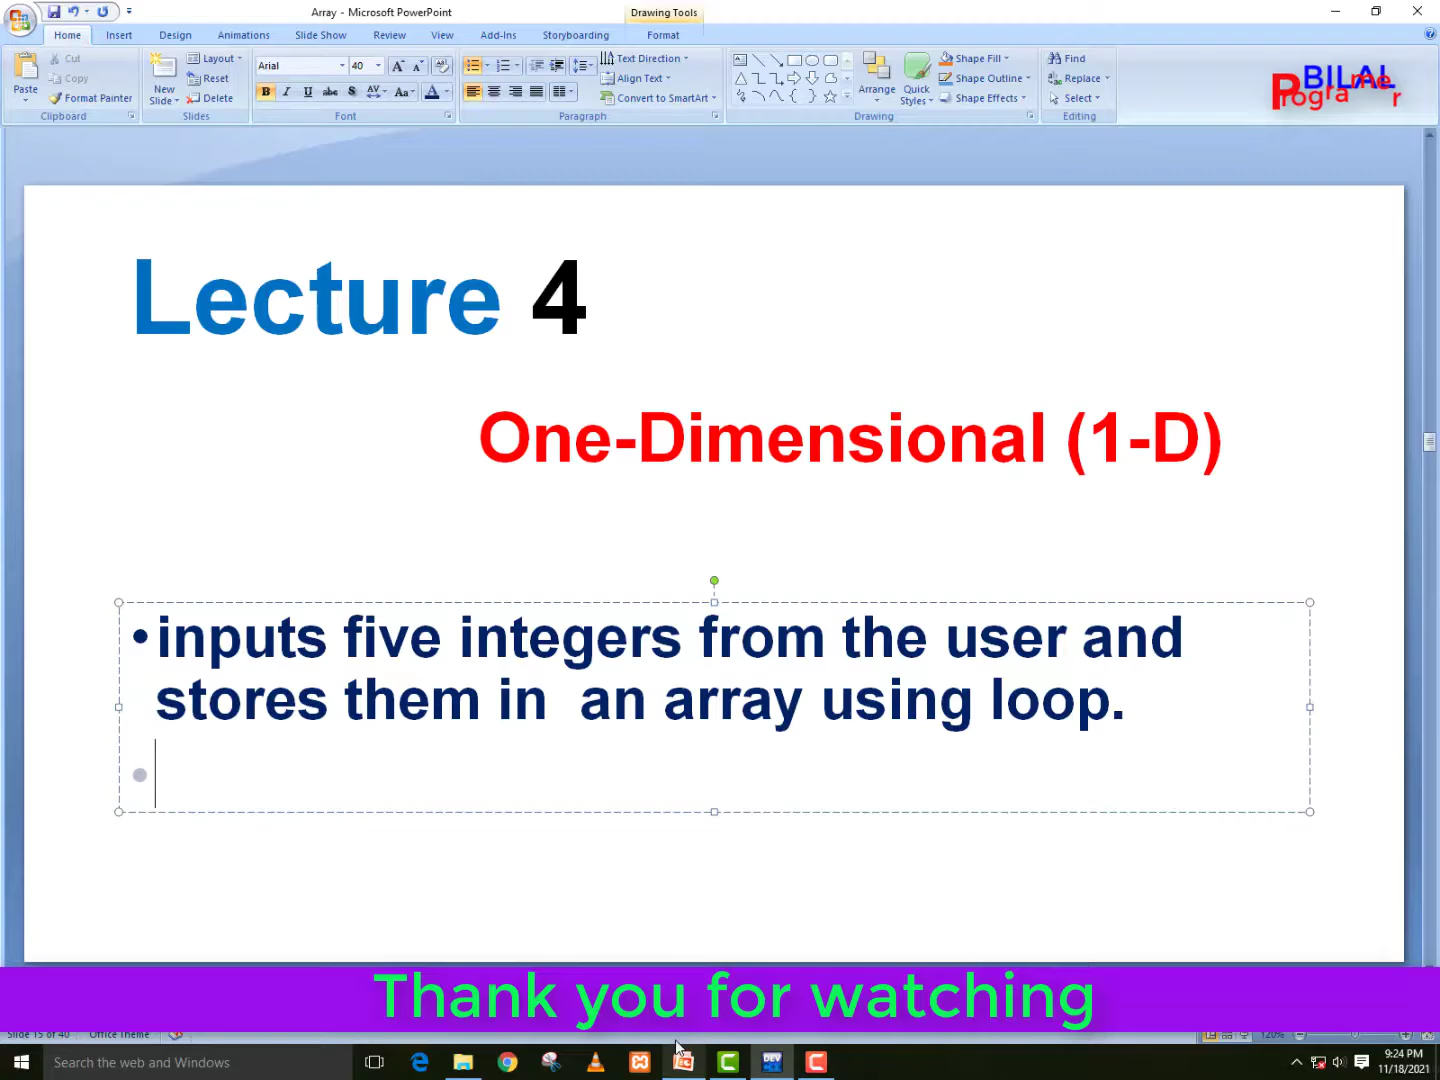 Array - Microsoft PowerPoint
Drawing Tools
Home
Insert
Design
Animations
Slide Show
Review
View
Add-Ins
Storyboarding
Format
Paste
Cut
Copy
Format Painter
Clipboard
New Slide
Layout
Reset
Delete
Slides
Arial
40
Font
Text Direction
Align Text
Convert to SmartArt
Paragraph
Arrange
Quick Styles
Shape Fill
Shape Outline
Shape Effects
Drawing
Find
Replace
Select
Editing
BILAL
Programer
Lecture 4
One-Dimensional (1-D)
•inputs five integers from the user and
stores them in  an array using loop.
Thank you for watching
Slide 15 of 40
Office Theme
120%
Search the web and Windows
DEV
9:24 PM
11/18/2021